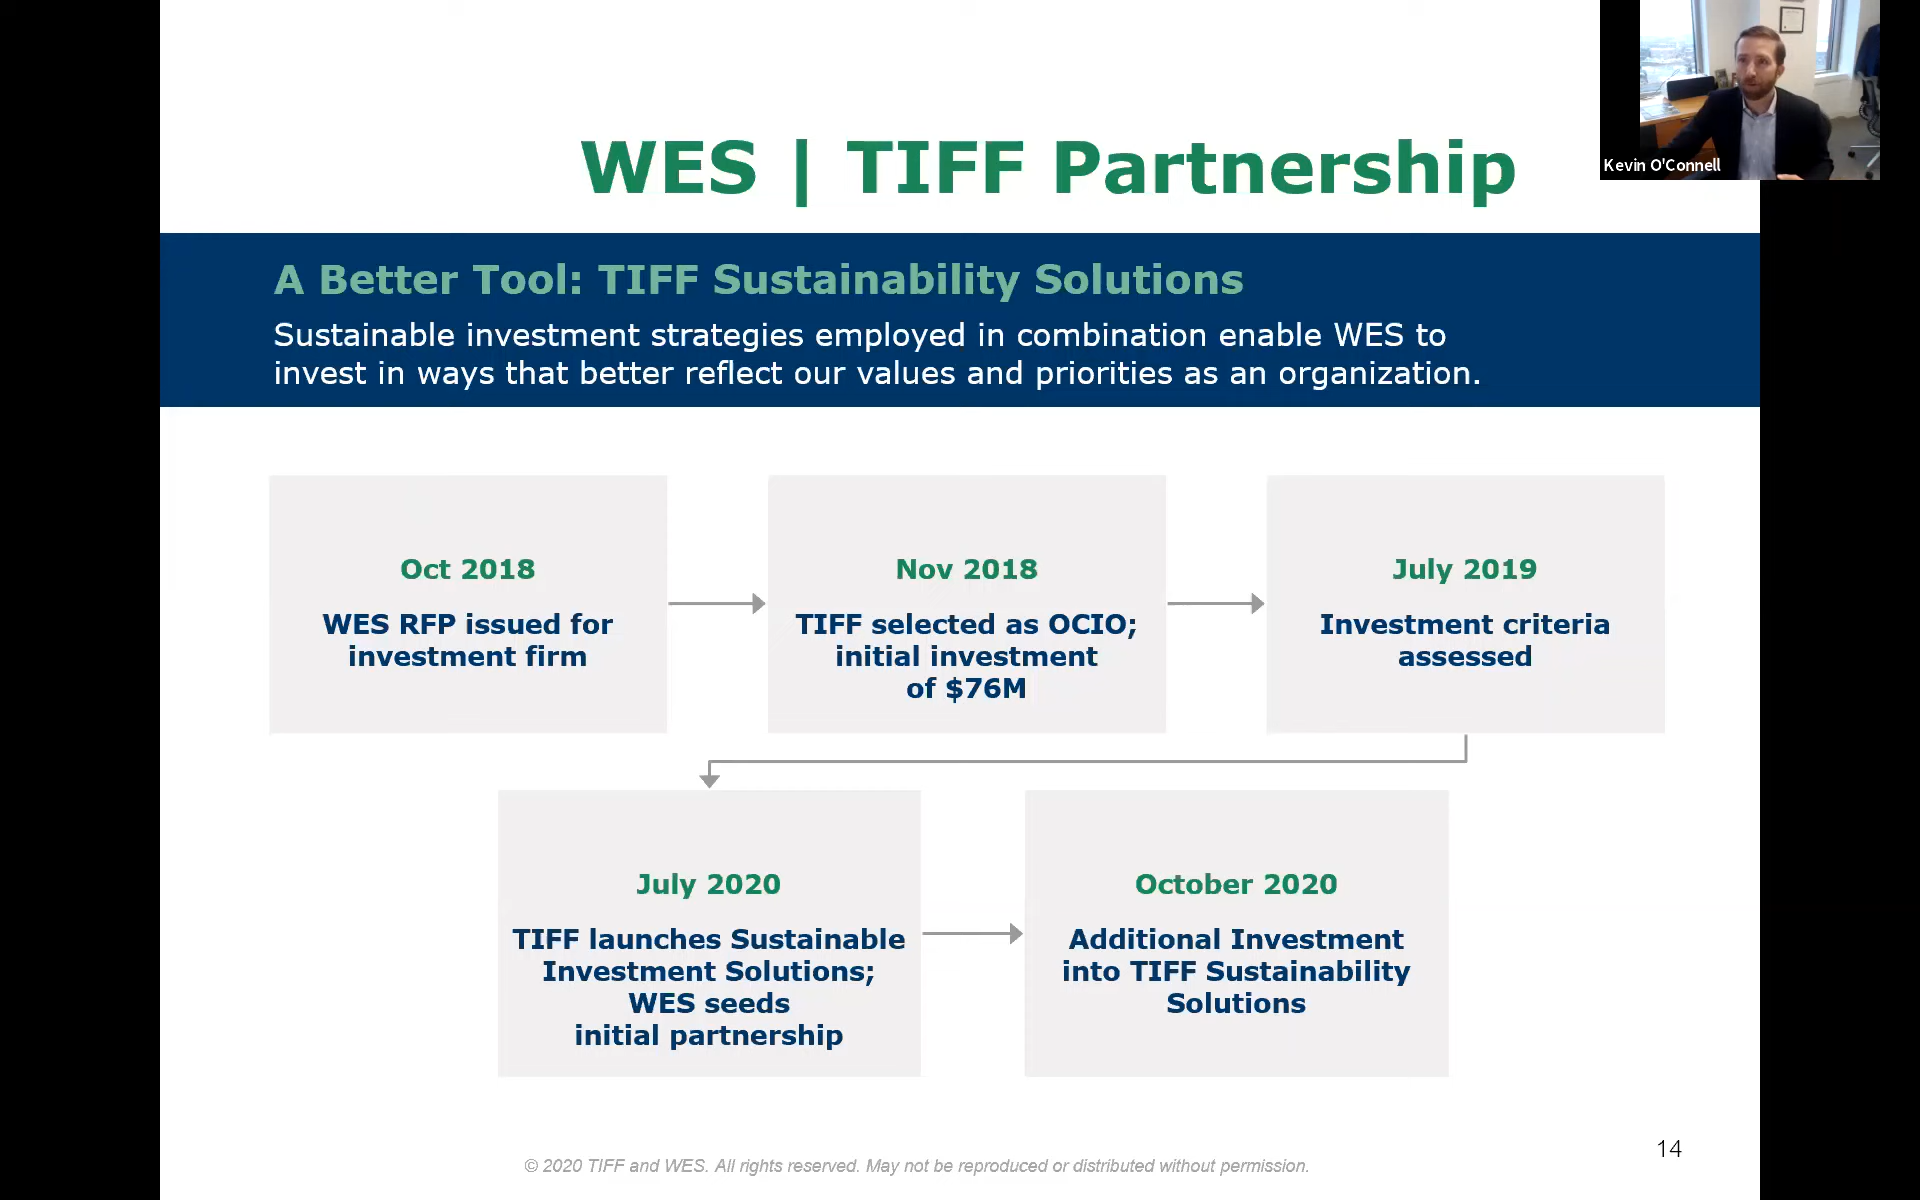 WES | TIFF Partnership
Kevin O'Connell
A Better Tool: TIFF Sustainability Solutions
Sustainable investment strategies employed in combination enable WES to
invest in ways that better reflect our values and priorities as an organization.
Oct 2018
WES RFP issued for
investment firm
Nov 2018
TIFF selected as OCIO;
initial investment
of $76M
July 2019
Investment criteria
assessed
July 2020
TIFF launches Sustainable
Investment Solutions;
WES seeds
initial partnership
October 2020
Additional Investment
into TIFF Sustainability
Solutions
14
© 2020 TIFF and WES. All rights reserved. May not be reproduced or distributed without permission.